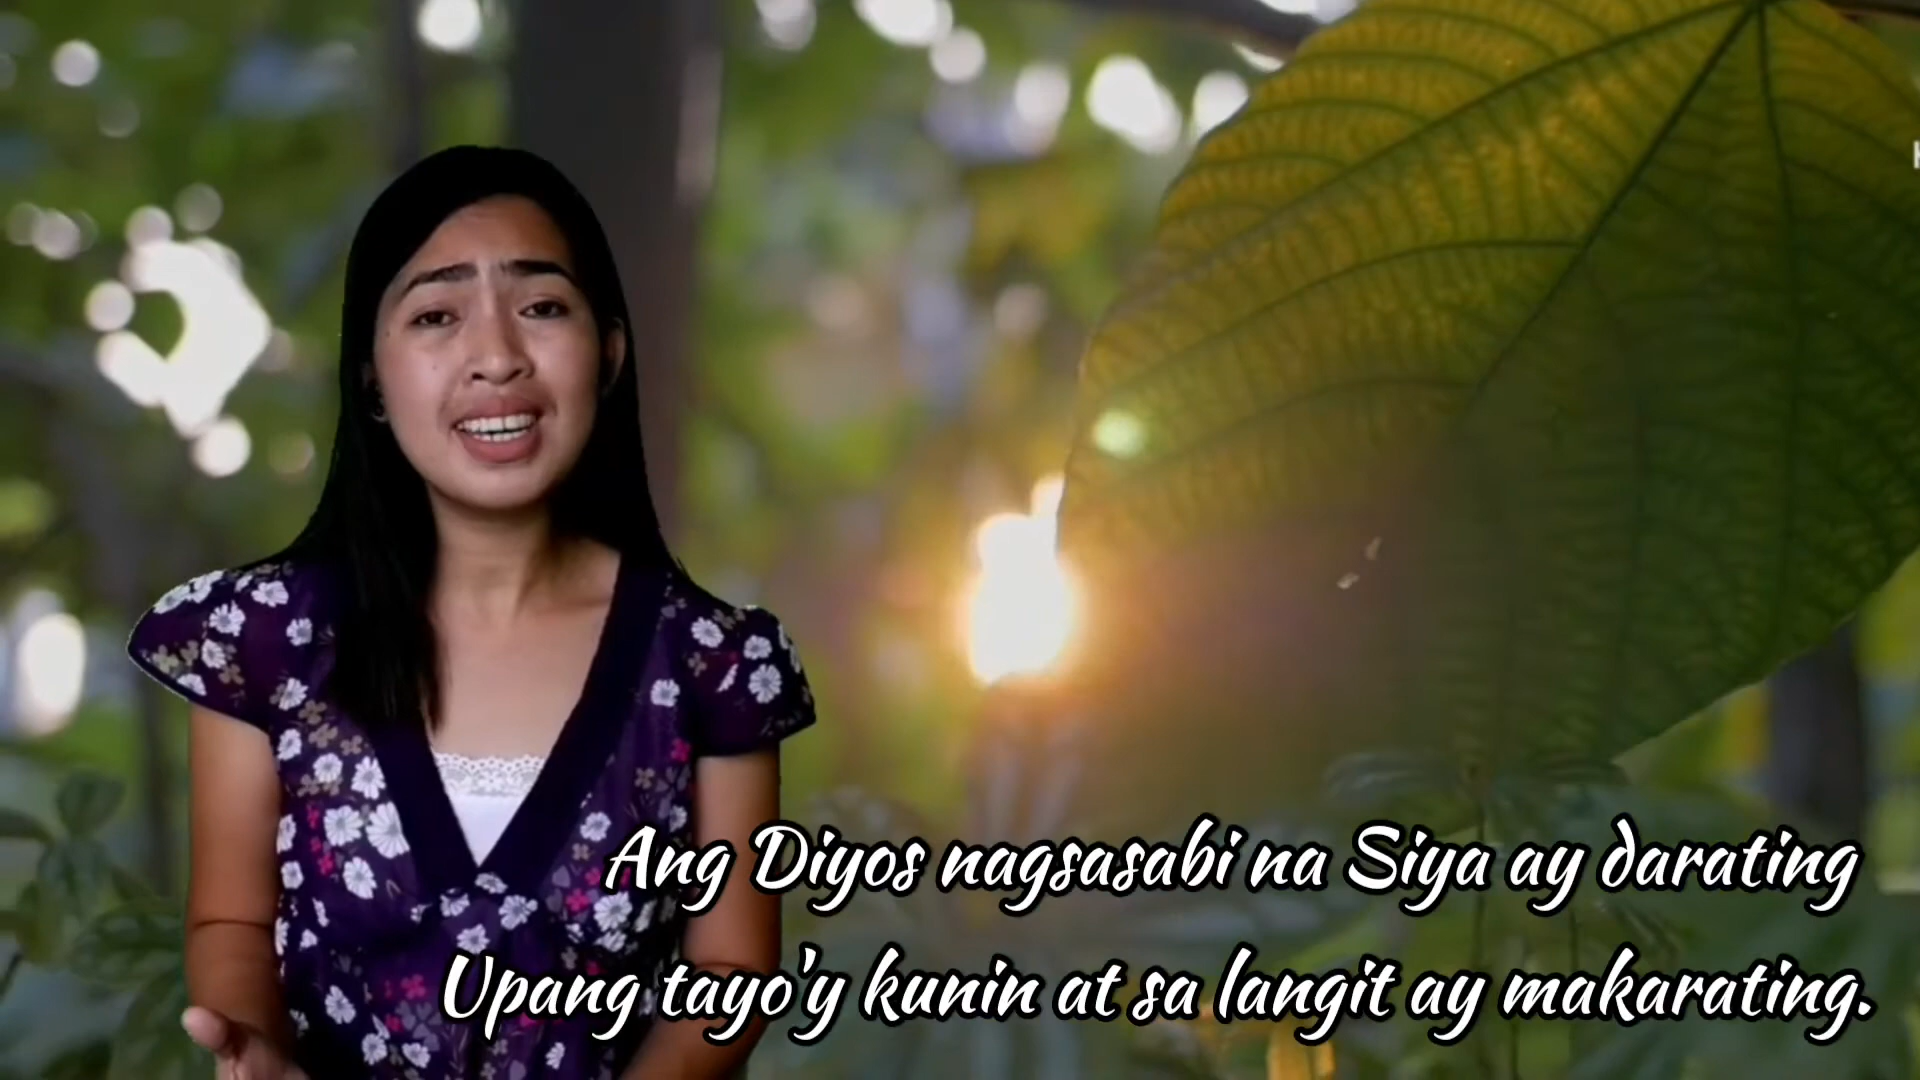 Ang Diyos nagsasabi na Siya ay darating
Upang tayo'y kunin at sa langit ay makarating.